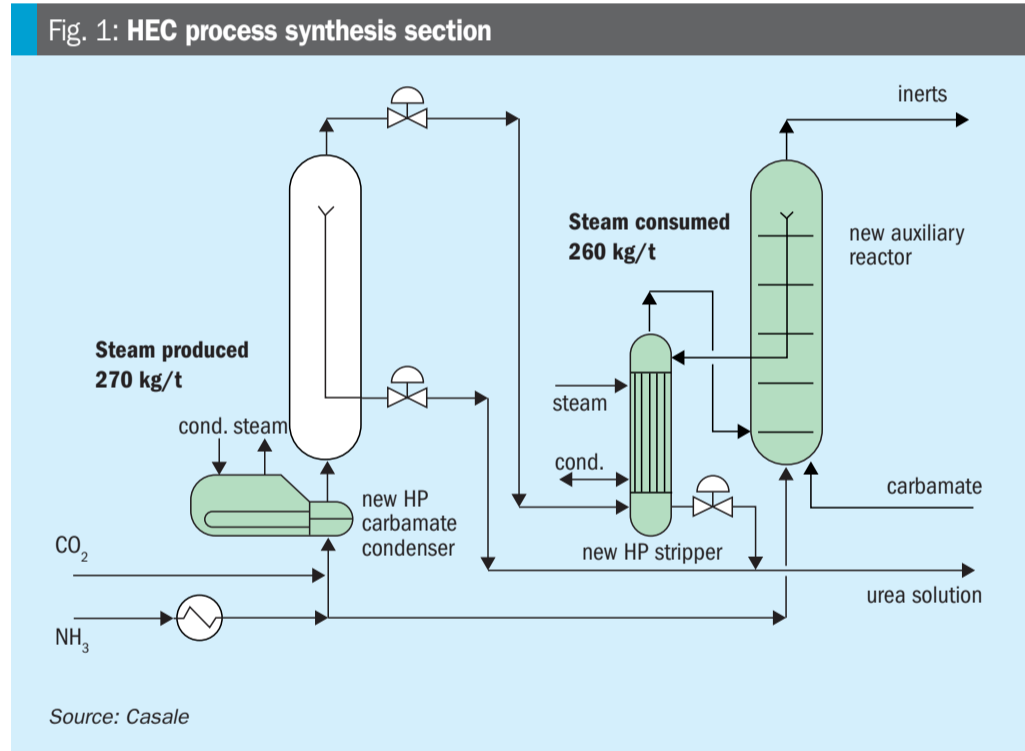 Fig. 1: HEC process synthesis section
inerts
Steam consumed
260 kg/t
new auxiliary
reactor
Steam produced
270 kg/t
steam
cond. steam
cond.
carbamate
new HP
carbamate
condenser
CO₂
new HP stripper
urea solution
NH₃
Source: Casale